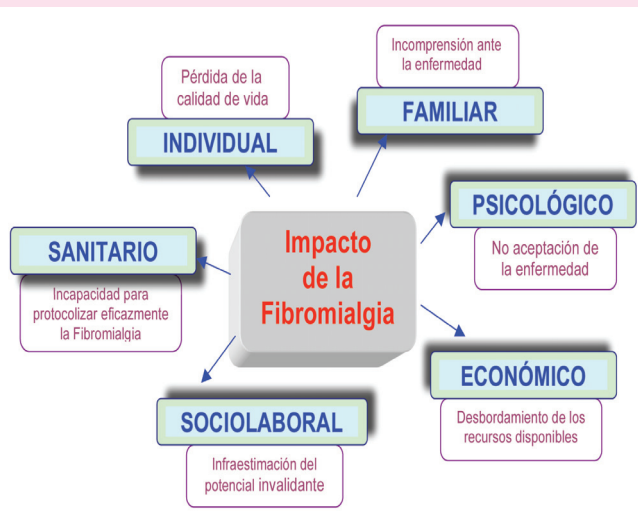 Incomprensión ante
la enfermedad
FAMILIAR
Pérdida de la
calidad de vida
INDIVIDUAL
PSICOLÓGICO
No aceptación de
la enfermedad
Impacto
de la
Fibromialgia
SANITARIO
Incapacidad para
protocolizar eficazmente
la Fibromialgia
ECONÓMICO
Desbordamiento de los
recursos disponibles
SOCIOLABORAL
Infraestimación del
potencial invalidante